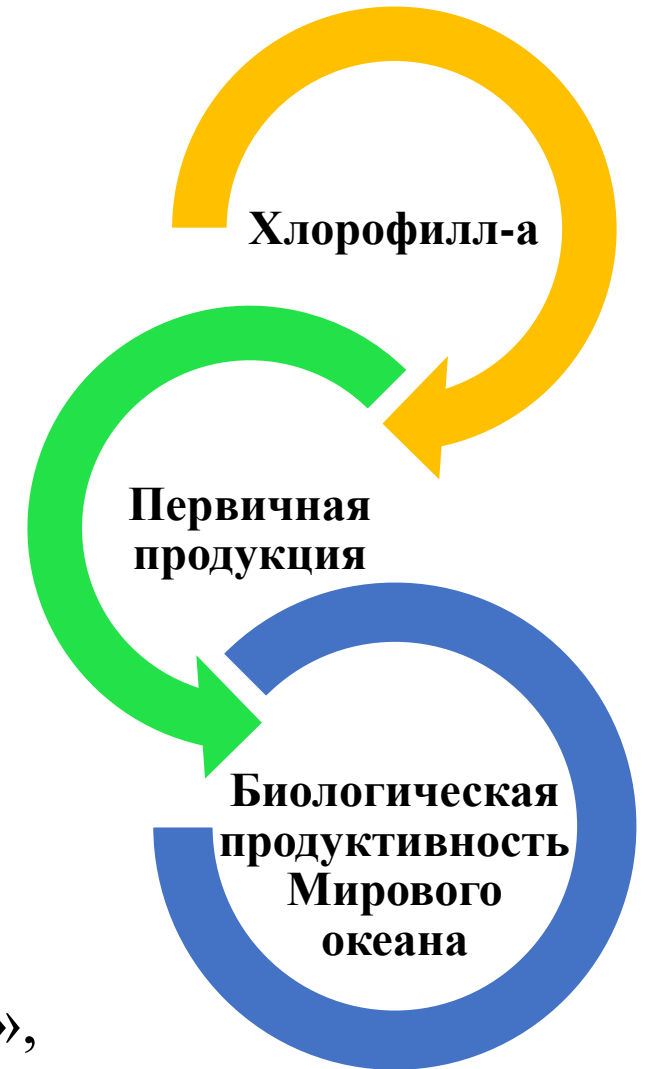 Хлорофилл-а
Первичная
продукция
Биологическая
продуктивность
Мирового
океана
»,